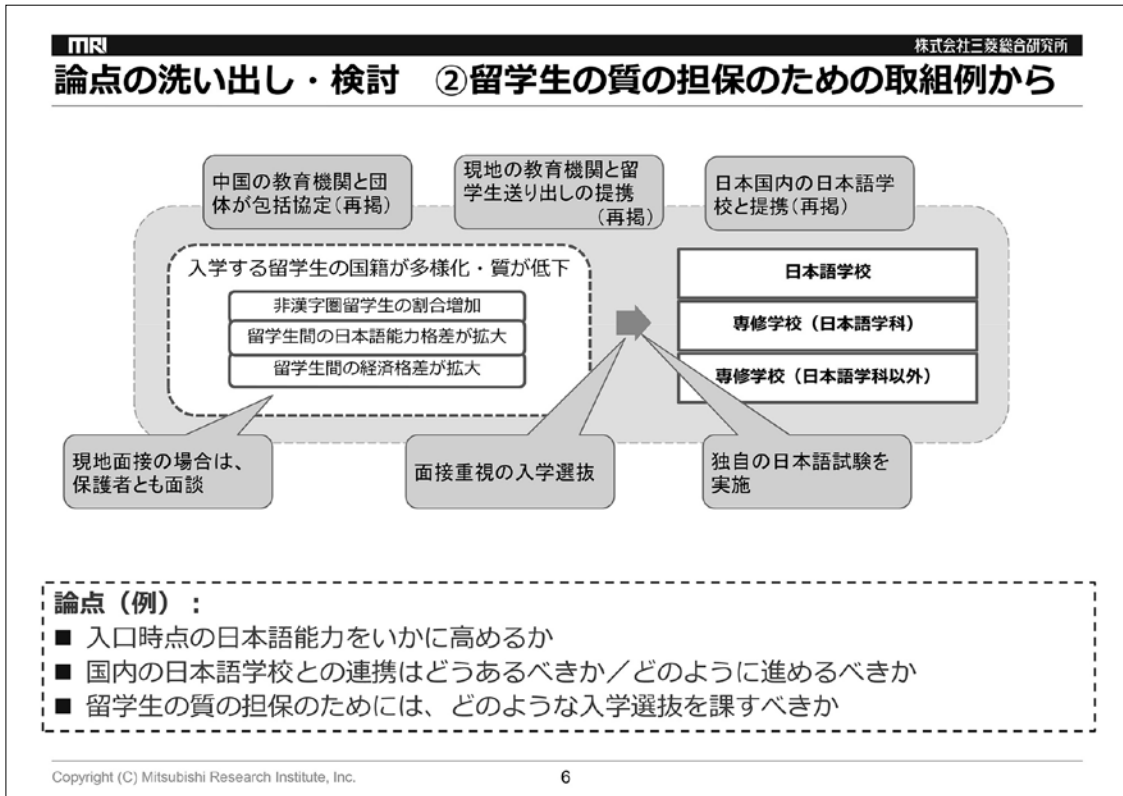 MRI
株式会社三菱総合研究所
論点の洗い出し・検討　②留学生の質の担保のための取組例から
中国の教育機関と団
体が包括協定（再掲）
現地の教育機関と留
学生送り出しの提携
（再掲）
日本国内の日本語学
校と提携（再掲）
入学する留学生の国籍が多様化・質が低下
非漢字圏留学生の割合増加
留学生間の日本語能力格差が拡大
留学生間の経済格差が拡大
日本語学校
専修学校（日本語学科）
専修学校（日本語学科以外）
現地面接の場合は、
保護者とも面談
面接重視の入学選抜
独自の日本語試験を
実施
論点（例）：
■ 入口時点の日本語能力をいかに高めるか
■ 国内の日本語学校との連携はどうあるべきか／どのように進めるべきか
■ 留学生の質の担保のためには、どのような入学選抜を課すべきか
Copyright (C) Mitsubishi Research Institute, Inc.
6